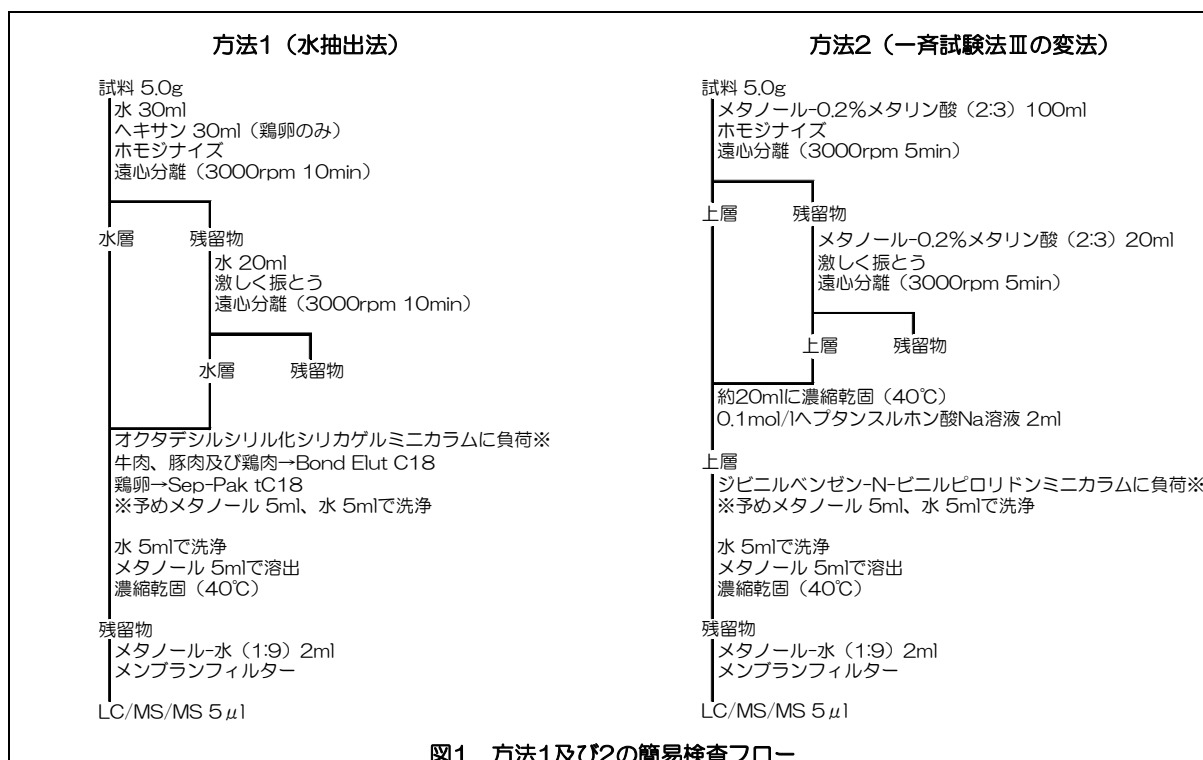 方法1（水抽出法）
試料 5.0g
水 30ml
ヘキサン 30ml（鶏卵のみ）
ホモジナイズ
遠心分離（3000rpm 10min）
水層 残留物
水 20ml
激しく振とう
遠心分離（3000rpm 10min）
水層 残留物
オクタデシルシリル化シリカゲルミニカラムに負荷※
牛肉、豚肉及び鶏肉→Bond Elut C18
鶏卵→Sep-Pak tC18
※予めメタノール 5ml、水 5mlで洗浄
水 5mlで洗浄
メタノール 5mlで溶出
濃縮乾固（40℃）
残留物
メタノール-水（1:9）2ml
メンブランフィルター
LC/MS/MS 5μl
方法2（一斉試験法Ⅲの変法）
試料 5.0g
メタノール-0.2%メタリン酸（2:3）100ml
ホモジナイズ
遠心分離（3000rpm 5min）
上層 残留物
メタノール-0.2%メタリン酸（2:3）20ml
激しく振とう
遠心分離（3000rpm 5min）
上層 残留物
約20mlに濃縮乾固（40℃）
0.1mol/lヘプタンスルホン酸Na溶液 2ml
上層
ジビニルベンゼン-N-ビニルピロリドンミニカラムに負荷※
※予めメタノール 5ml、水 5mlで洗浄
水 5mlで洗浄
メタノール 5mlで溶出
濃縮乾固（40℃）
残留物
メタノール-水（1:9）2ml
メンブランフィルター
LC/MS/MS 5μl
図1 方法1及び2の簡易検査フロー